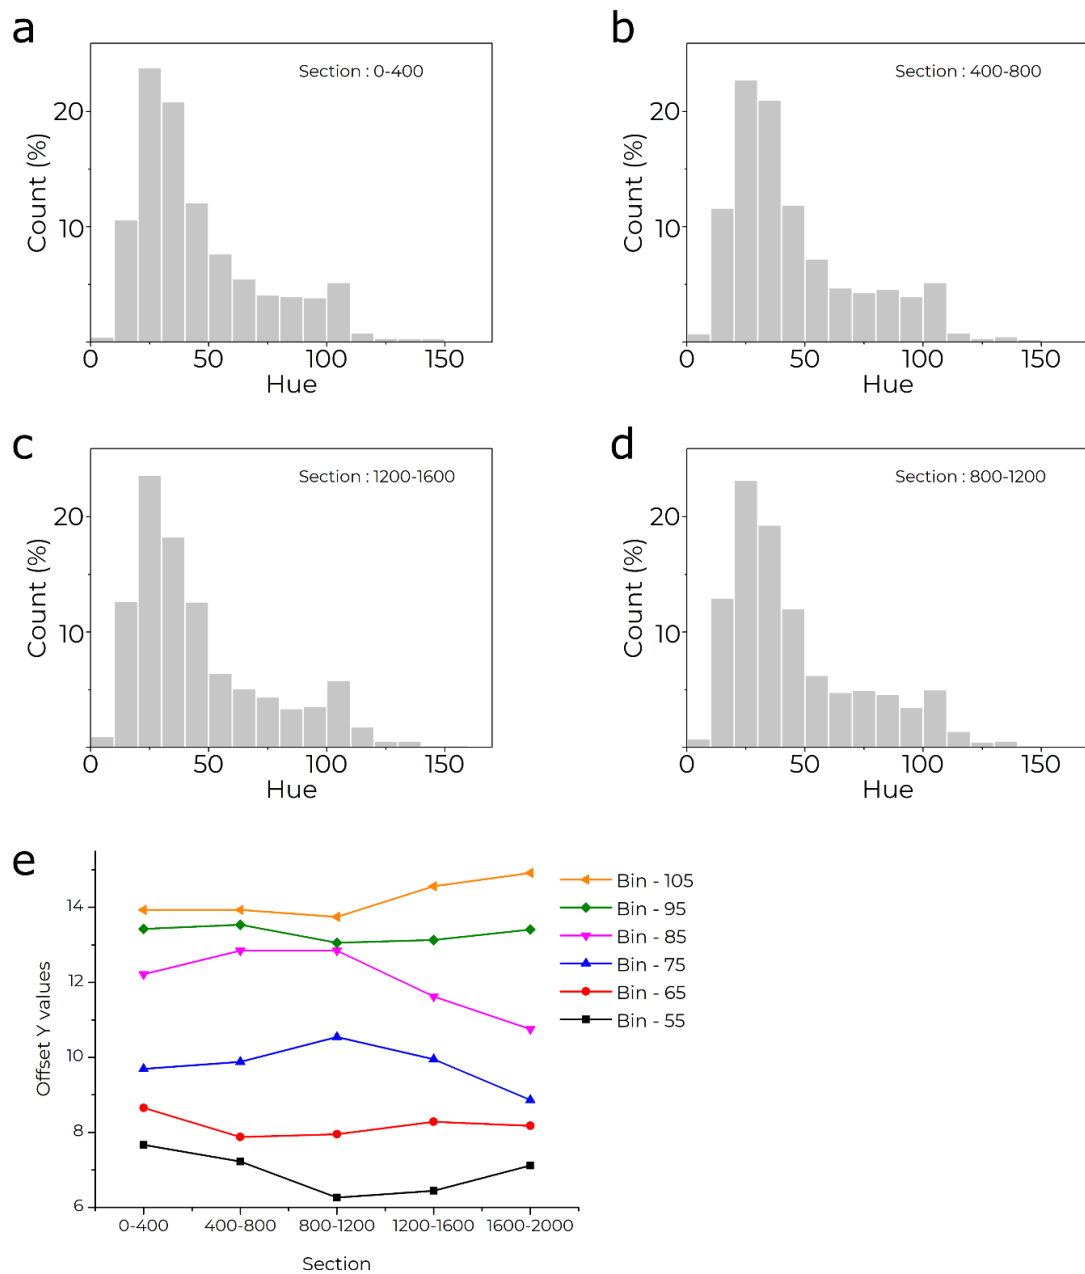 a
Section : 0-400
20
10
Count (%)
0 50 100 150
Hue
b
Section : 400-800
20
10
Count (%)
0 50 100 150
Hue
c
Section : 1200-1600
20
10
Count (%)
0 50 100 150
Hue
d
Section : 800-1200
20
10
Count (%)
0 50 100 150
Hue
e
14
12
10
8
6
Offset Y values
0-400 400-800 800-1200 1200-1600 1600-2000
Section
Bin - 105
Bin - 95
Bin - 85
Bin - 75
Bin - 65
Bin - 55